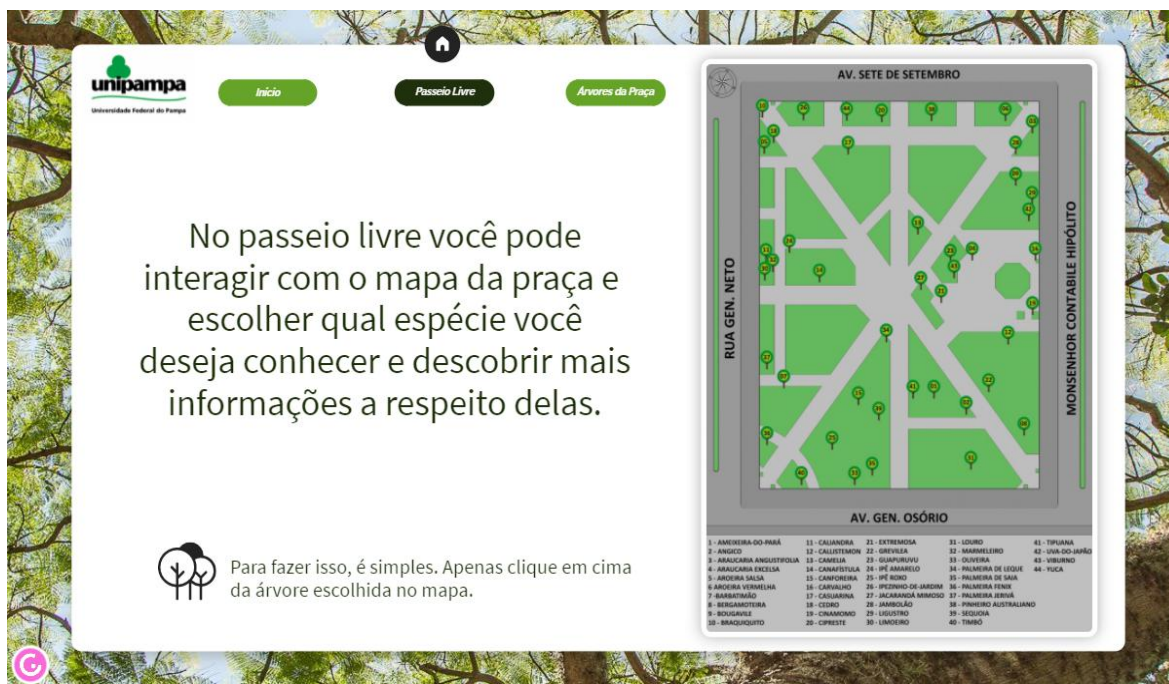 unipampa
Universidade Federal do Pampa
Início
Passeio Livre
Árvores da Praça
No passeio livre você pode
interagir com o mapa da praça e
escolher qual espécie você
deseja conhecer e descobrir mais
informações a respeito delas.
Para fazer isso, é simples. Apenas clique em cima
da árvore escolhida no mapa.
AV. SETE DE SETEMBRO
RUA GEN. NETO
MONSENHOR CONTABILE HIPÓLITO
AV. GEN. OSÓRIO
1 - AMEIXEIRA-DO-PARÁ
2 - ANGICO
3 - ARAUCARIA ANGUSTIFOLIA
4 - ARAUCARIA EXCELSA
5 - AROEIRA SALSA
6 AROEIRA VERMELHA
7 -BARBATIMÃO
8 - BERGAMOTEIRA
9 - BOUGAVILE
10 - BRAQUIQUITO
11 - CALIANDRA
12 - CALLISTEMON
13 - CAMELIA
14 - CANAFÍSTULA
15 - CANFOREIRA
16 - CARVALHO
17 - CASUARINA
18 - CEDRO
19 - CINAMOMO
20 - CIPRESTE
21 - EXTREMOSA
22 - GREVILEA
23 - GUAPURUVU
24 - IPÊ AMARELO
25 - IPÊ ROXO
26 - IPEZINHO-DE-JARDIM
27 - JACARANDÁ MIMOSO
28 - JAMBOLÃO
29 - LIGUSTRO
30 - LIMOEIRO
31 - LOURO
32 - MARMELEIRO
33 - OLIVEIRA
34 - PALMEIRA DE LEQUE
35 - PALMEIRA DE SAIA
36 - PALMEIRA FENIX
37 - PALMEIRA JERIVÁ
38 - PINHEIRO AUSTRALIANO
39 - SEQUOIA
40 - TIMBÓ
41 - TIPUANA
42 - UVA-DO-JAPÃO
43 - VIBURNO
44 - YUCA